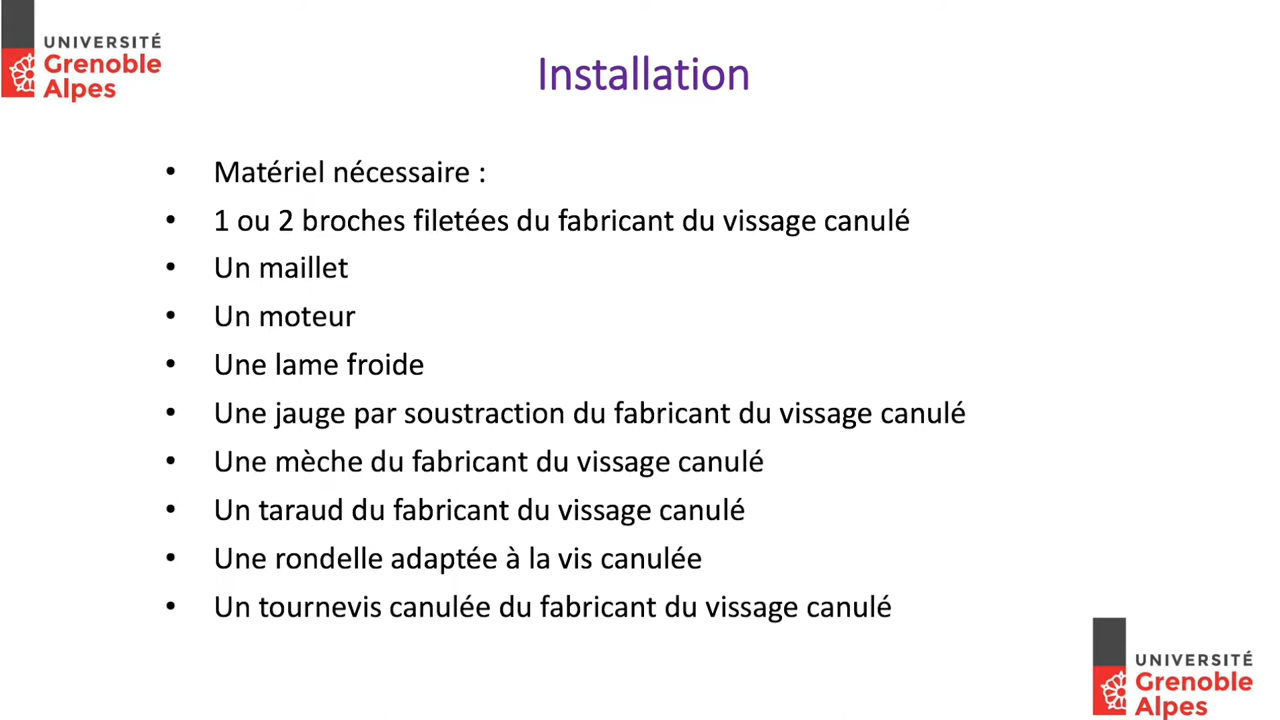 UNIVERSITÉ
Grenoble
Alpes
Installation
• Matériel nécessaire :
• 1 ou 2 broches filetées du fabricant du vissage canulé
• Un maillet
• Un moteur
• Une lame froide
• Une jauge par soustraction du fabricant du vissage canulé
• Une mèche du fabricant du vissage canulé
• Un taraud du fabricant du vissage canulé
• Une rondelle adaptée à la vis canulée
• Un tournevis canulée du fabricant du vissage canulé
UNIVERSITÉ
Grenoble
Alpes